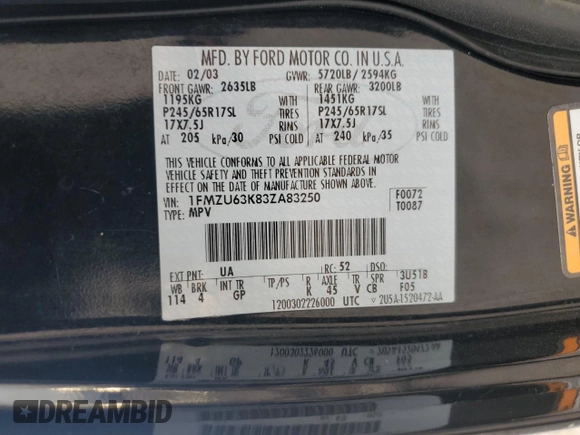 MFD. BY FORD MOTOR CO. IN U.S.A.
DATE: 02/03 GVWR: 5720LB / 2594KG
FRONT GAWR: 2635LB REAR GAWR: 3200LB
1195KG WITH 1451KG WITH
P245/65R17SL TIRES P245/65R17SL TIRES
17X7.5J RIMS 17X7.5J RIMS
AT 205 kPa/30 PSI COLD AT 240 kPa/35 PSI COLD
THIS VEHICLE CONFORMS TO ALL APPLICABLE FEDERAL MOTOR
VEHICLE SAFETY AND THEFT PREVENTION STANDARDS IN
EFFECT ON THE DATE OF MANUFACTURE SHOWN ABOVE.
VIN: 1FMZU63K83ZA83250 F0072
TYPE: MPV T0087
EXT PNT: UA RC: 52 DSO:
WB BRK INT TR TP/PS R AXLE TR SPR 3U51B
114 4 GP K 45 V CB F05
1200302226000 UTC 2U5A-1520472-AA
Ford
WARNING
DREAMBID